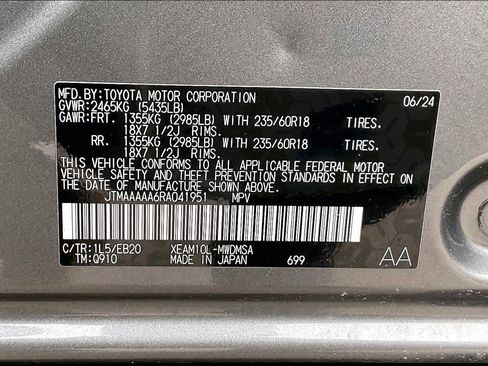 MFD.BY:TOYOTA MOTOR CORPORATION 06/24
GVWR:2465KG (5435LB)
GAWR:FRT. 1355KG (2985LB) WITH 235/60R18 TIRES.
18X7 1/2J RIMS.
RR. 1355KG (2985LB) WITH 235/60R18 TIRES.
18X7 1/2J RIMS.
THIS VEHICLE CONFORMS TO ALL APPLICABLE FEDERAL MOTOR
VEHICLE SAFETY AND THEFT PREVENTION STANDARDS IN EFFECT
ON THE DATE OF MANUFACTURE SHOWN ABOVE.
JTMAAAAA6RA041951 MPV
C/TR:1L5/EB20 XEAM10L-MWDMSA
TM:Q910 MADE IN JAPAN 699 AA